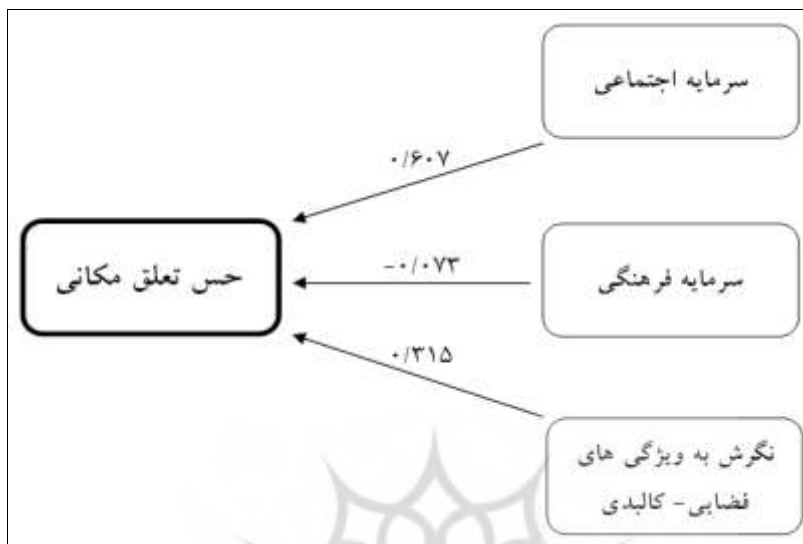 سرمایه اجتماعی
۰/۶۰۷
سرمایه فرهنگی
-۰/۰۷۳
حس تعلق مکانی
۰/۳۱۵
نگرش به ویژگی های
فضایی- کالبدی